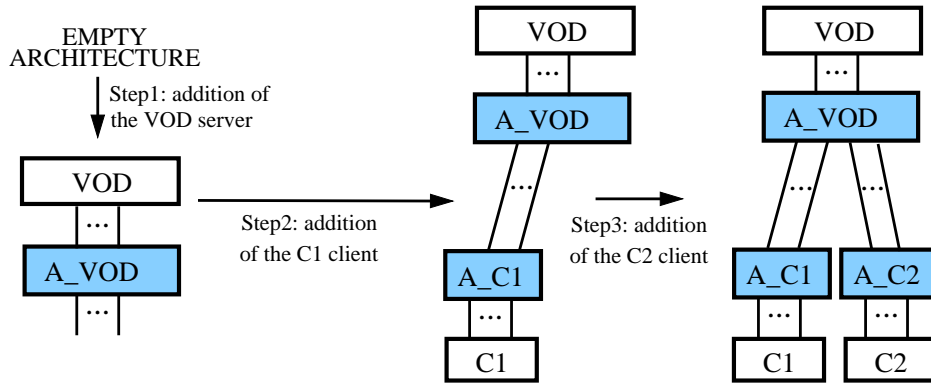 EMPTY
ARCHITECTURE
Step1: addition of
the VOD server
VOD
...
A_VOD
...
Step2: addition
of the C1 client
VOD
...
A_VOD
...
A_C1
...
C1
Step3: addition
of the C2 client
VOD
...
A_VOD
... ...
A_C1 A_C2
... ...
C1 C2